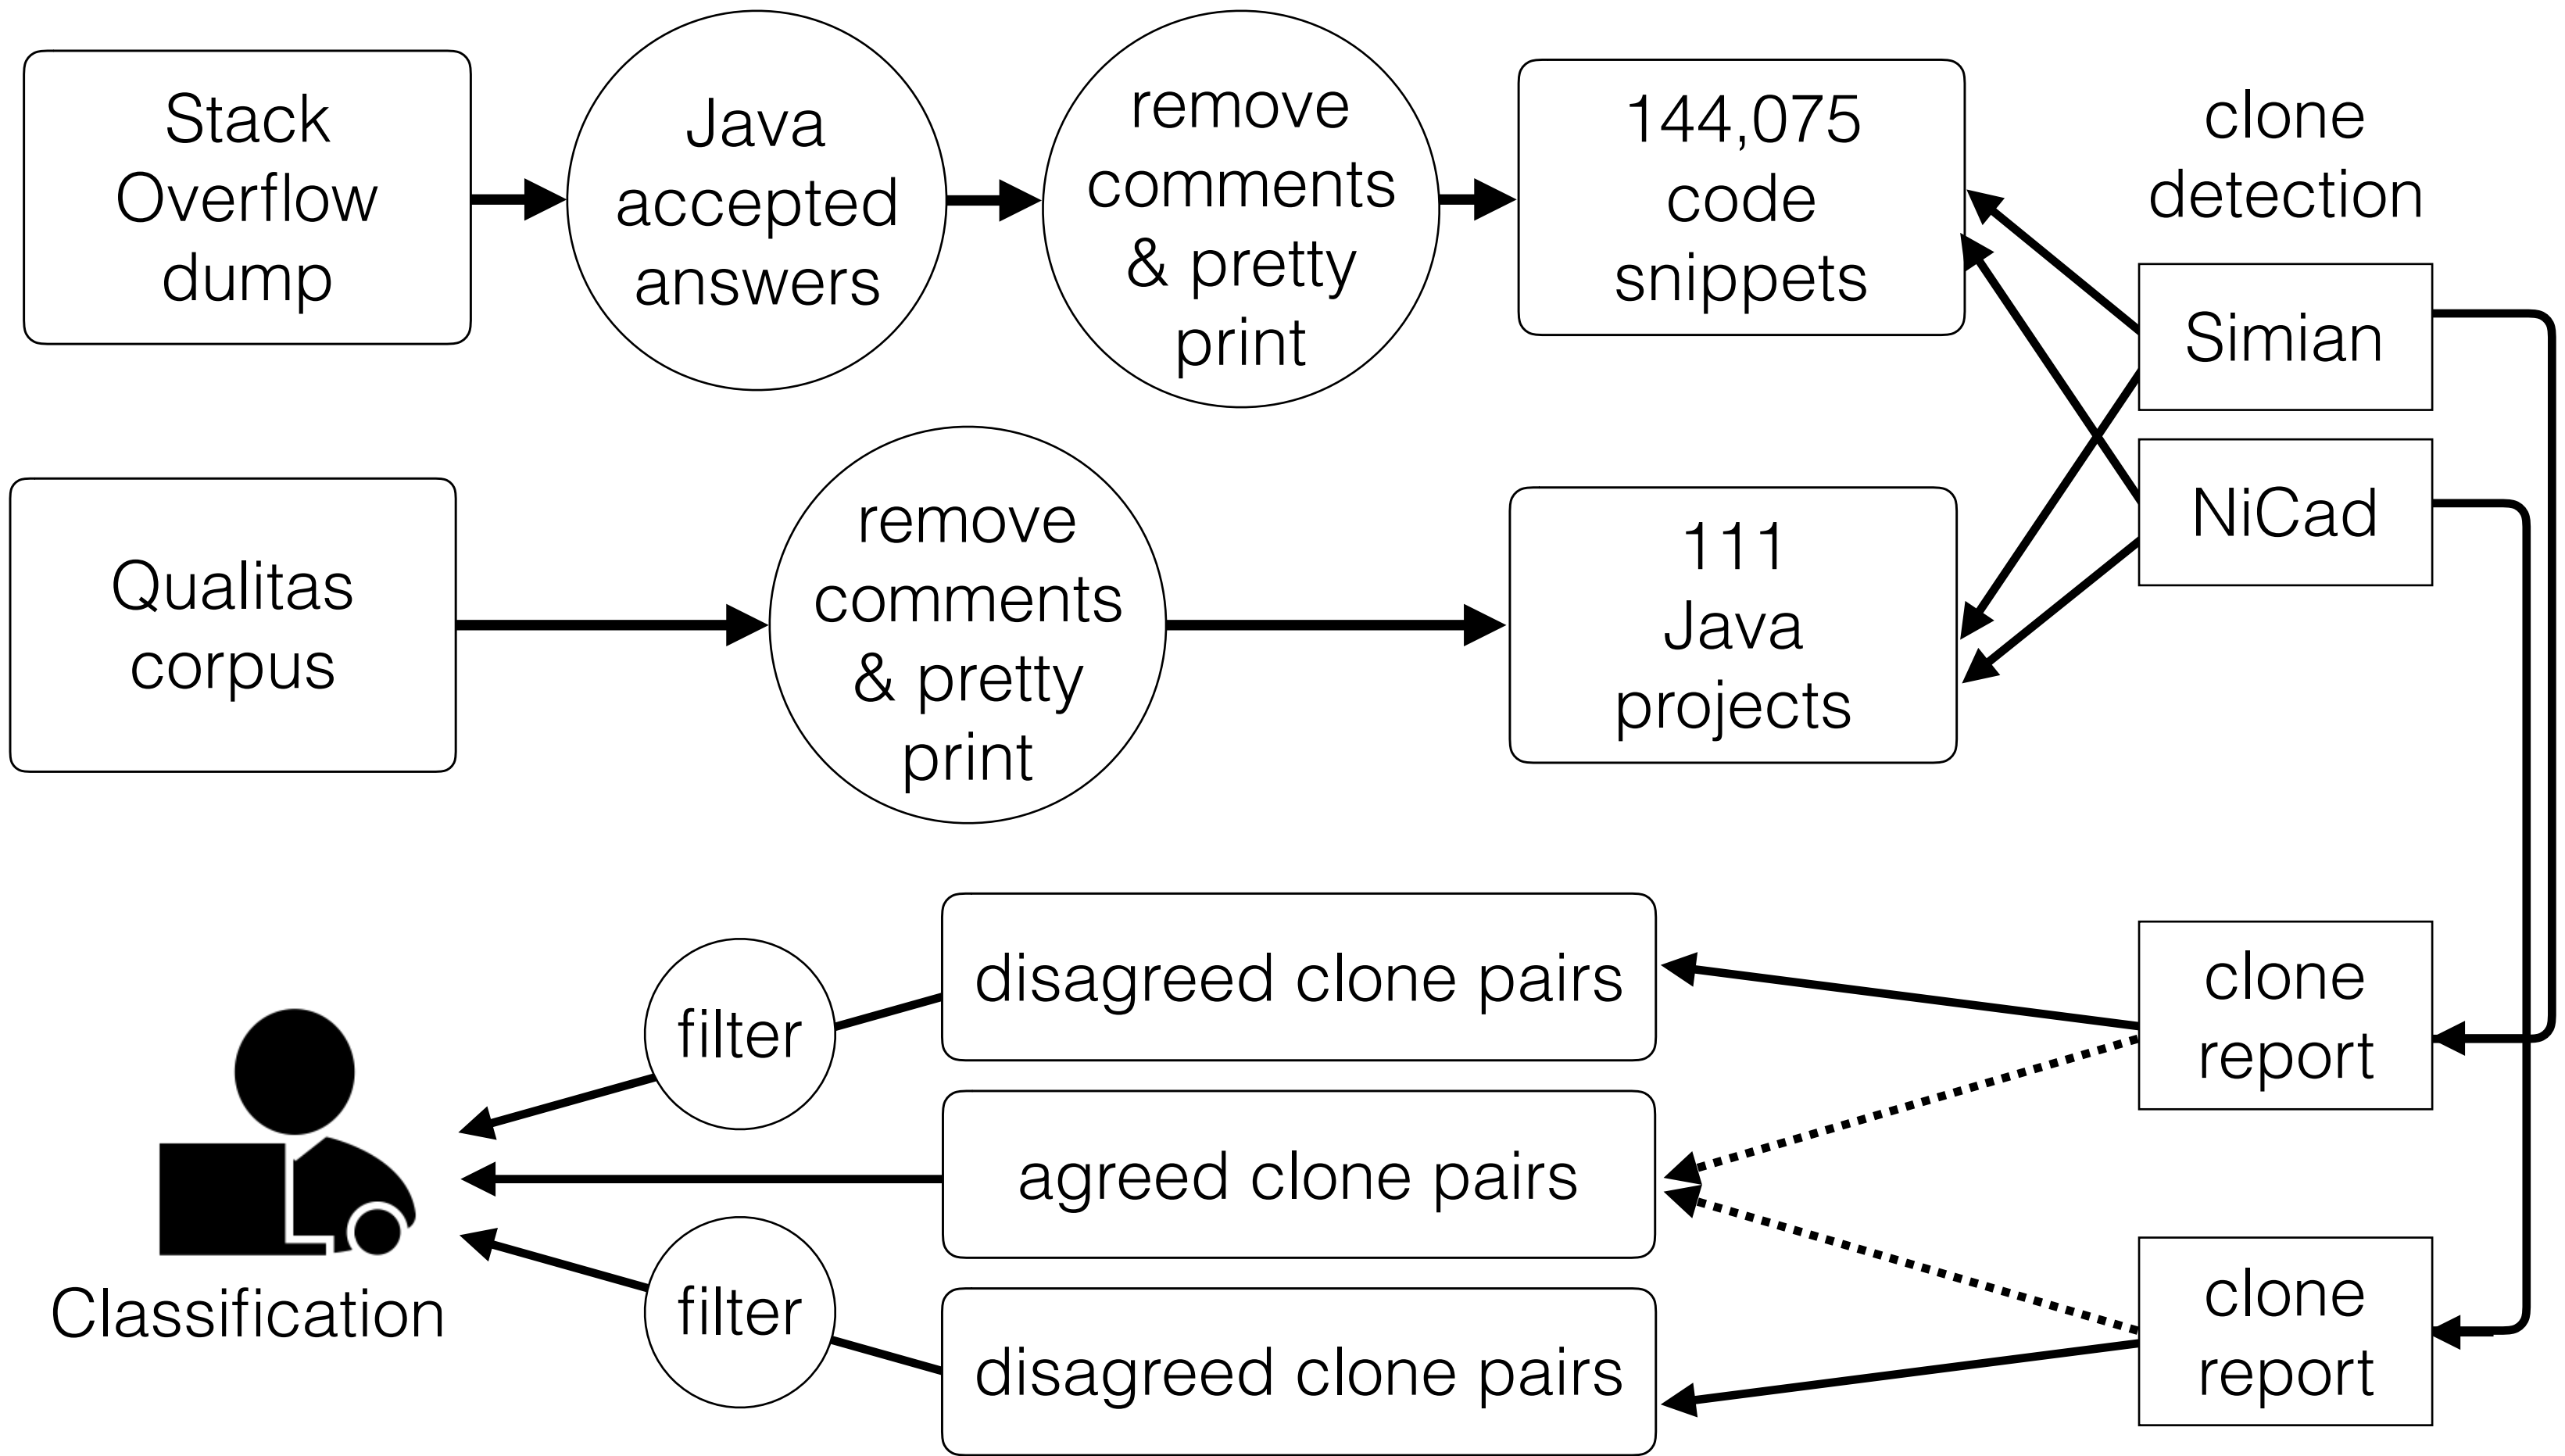 Stack
Overflow
dump
Java
accepted
answers
remove
comments
& pretty
print
144,075
code
snippets
clone
detection
Simian
NiCad
Qualitas
corpus
remove
comments
& pretty
print
111
Java
projects
disagreed clone pairs
clone
report
filter
agreed clone pairs
Classification
filter
disagreed clone pairs
clone
report